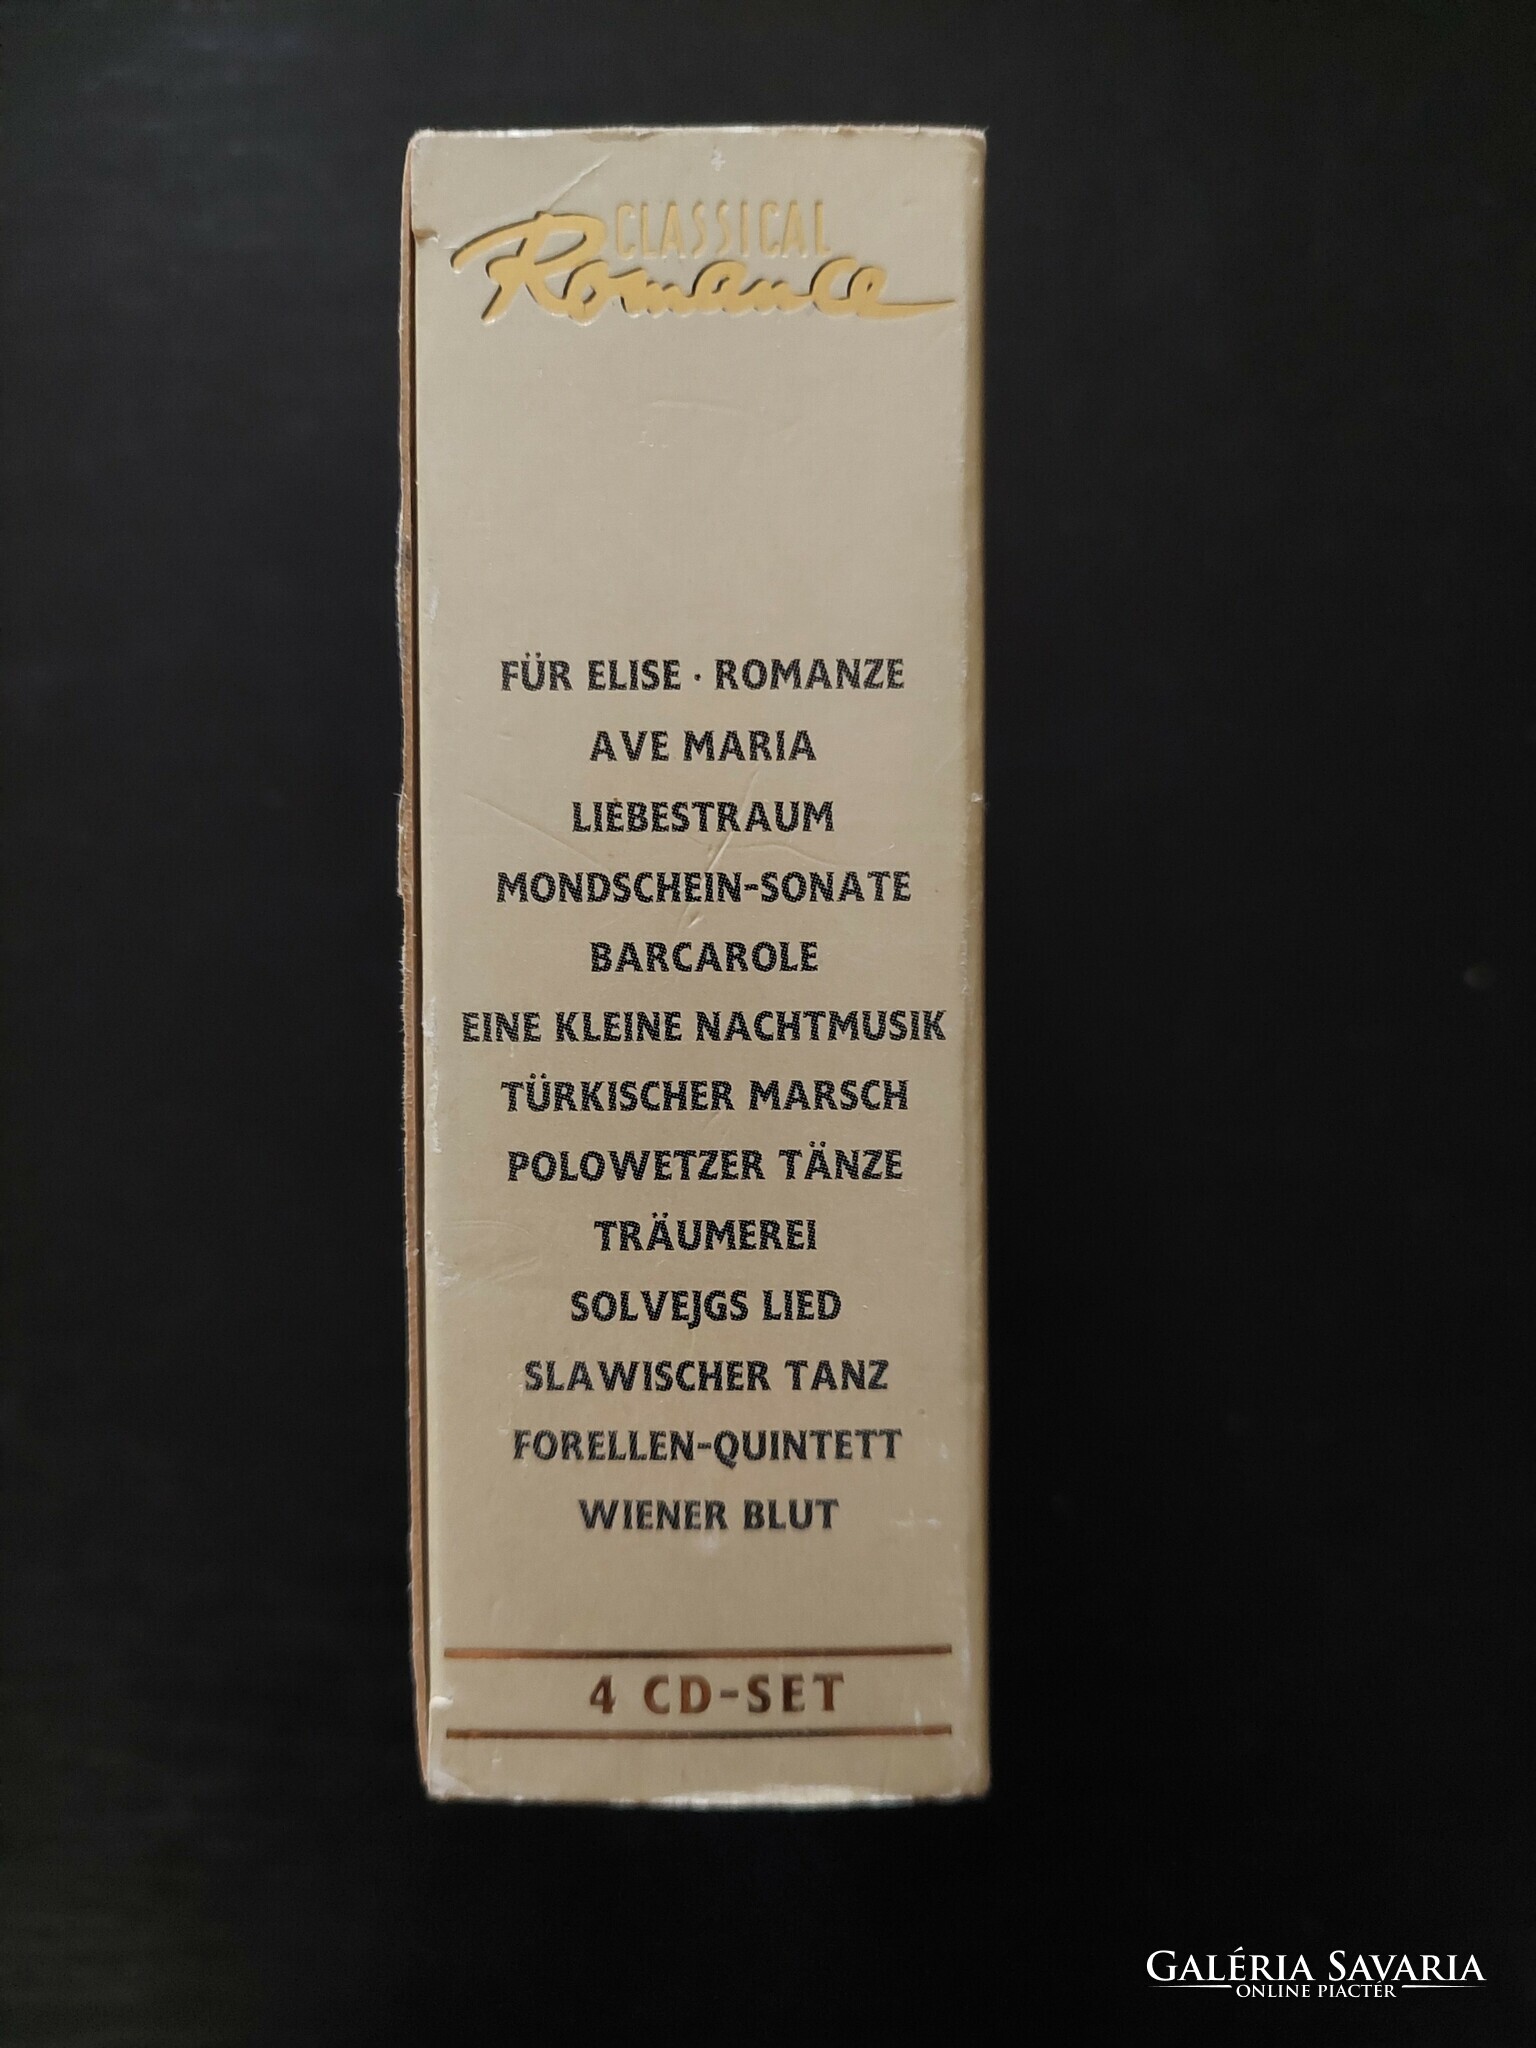 CLASSICAL
Romance
FÜR ELISE · ROMANZE
AVE MARIA
LIEBESTRAUM
MONDSCHEIN-SONATE
BARCAROLE
EINE KLEINE NACHTMUSIK
TÜRKISCHER MARSCH
POLOWETZER TÄNZE
TRÄUMEREI
SOLVEJGS LIED
SLAWISCHER TANZ
FORELLEN-QUINTETT
WIENER BLUT
4 CD-SET
GALÉRIA SAVARIA
ONLINE PIACTÉR